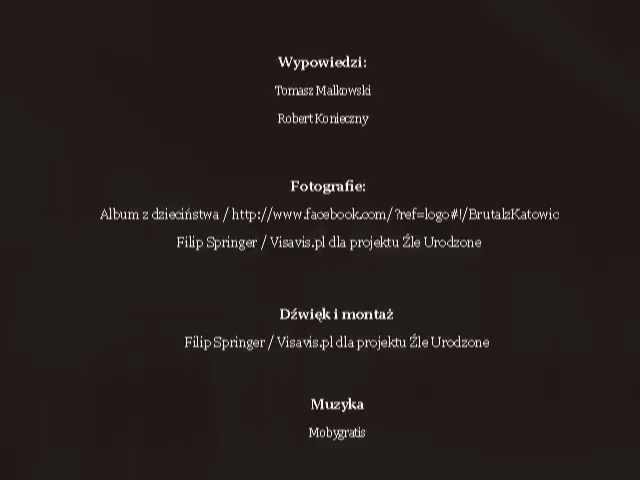 Wypowiedzi:
Tomasz Malkowski
Robert Konieczny
Fotografie:
Album z dzieciństwa / http://www.facebook.com/?ref=logo#!/BrutalzKatowic
Filip Springer / Visavis.pl dla projektu Źle Urodzone
Dźwięk i montaż
Filip Springer / Visavis.pl dla projektu Źle Urodzone
Muzyka
Mobygratis